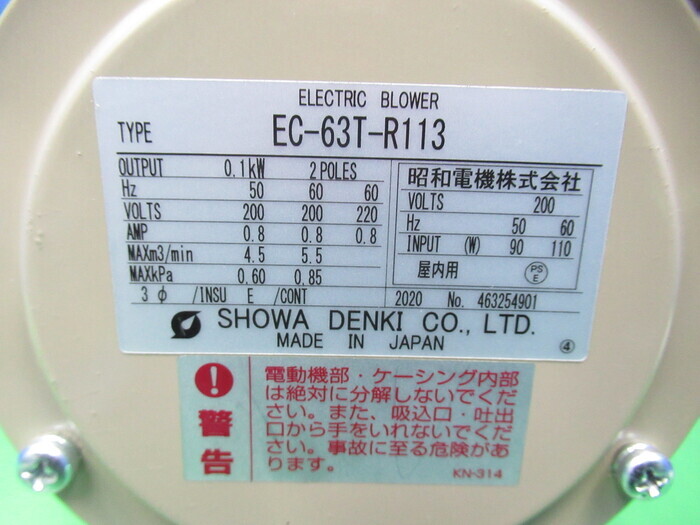 ELECTRIC BLOWER
TYPE EC-63T-R113
OUTPUT 0.1kW 2 POLES
Hz 50 60 60
VOLTS 200 200 220
AMP 0.8 0.8 0.8
MAXm3/min 4.5 5.5
MAXkPa 0.60 0.85
昭和電機株式会社
VOLTS 200
Hz 50 60
INPUT (W) 90 110
屋内用 PS E
3 φ /INSU E /CONT 2020 No. 463254901
SHOWA DENKI CO., LTD.
MADE IN JAPAN ④
警告
電動機部・ケーシング内部
は絶対に分解しないでくだ
さい。また、吸込口・吐出
口から手をいれないでくだ
さい。事故に至る危険があ
ります。
KN-314